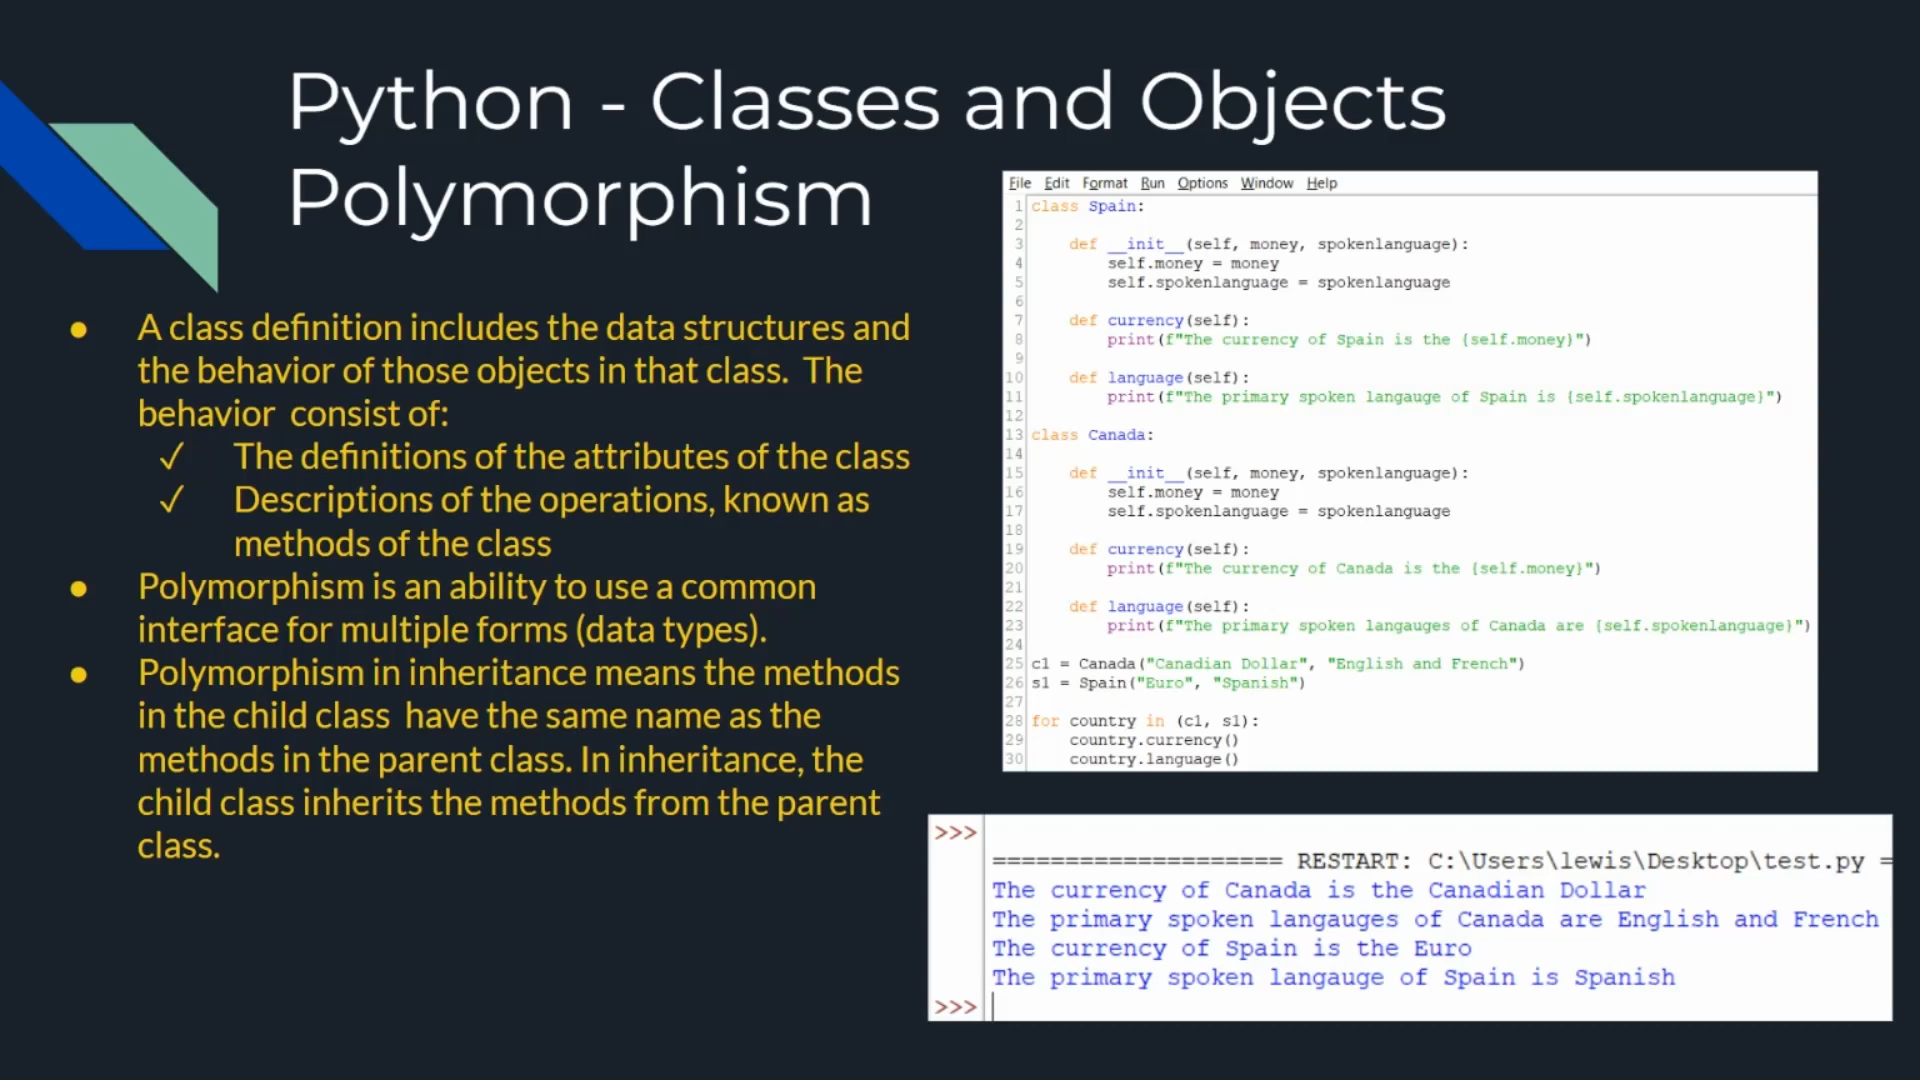 Python - Classes and Objects
Polymorphism
● A class definition includes the data structures and
the behavior of those objects in that class.  The
behavior  consist of:
✓ The definitions of the attributes of the class
✓ Descriptions of the operations, known as
methods of the class
● Polymorphism is an ability to use a common
interface for multiple forms (data types).
● Polymorphism in inheritance means the methods
in the child class  have the same name as the
methods in the parent class. In inheritance, the
child class inherits the methods from the parent
class.
File Edit Format Run Options Window Help
1 class Spain:
2
3     def __init__(self, money, spokenlanguage):
4         self.money = money
5         self.spokenlanguage = spokenlanguage
6
7     def currency(self):
8         print(f"The currency of Spain is the {self.money}")
9
10     def language(self):
11         print(f"The primary spoken langauge of Spain is {self.spokenlanguage}")
12
13 class Canada:
14
15     def __init__(self, money, spokenlanguage):
16         self.money = money
17         self.spokenlanguage = spokenlanguage
18
19     def currency(self):
20         print(f"The currency of Canada is the {self.money}")
21
22     def language(self):
23         print(f"The primary spoken langauges of Canada are {self.spokenlanguage}")
24
25 c1 = Canada("Canadian Dollar", "English and French")
26 s1 = Spain("Euro", "Spanish")
27
28 for country in (c1, s1):
29     country.currency()
30     country.language()
>>>
==================== RESTART: C:\Users\lewis\Desktop\test.py =
The currency of Canada is the Canadian Dollar
The primary spoken langauges of Canada are English and French
The currency of Spain is the Euro
The primary spoken langauge of Spain is Spanish
>>>